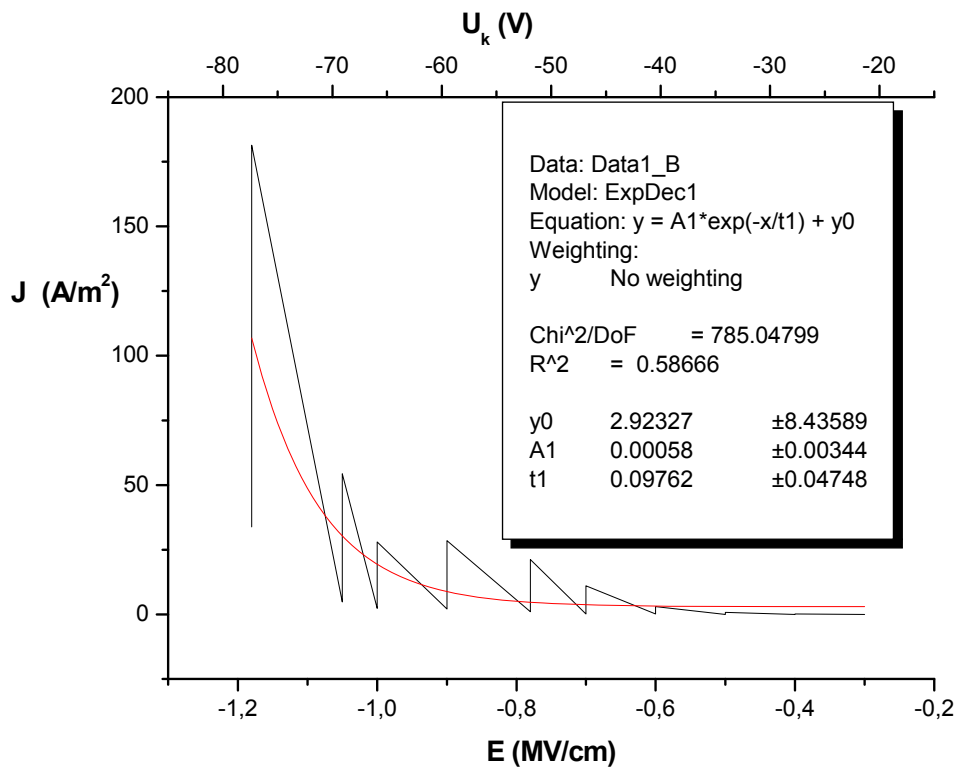 U_k (V)
-80 -70 -60 -50 -40 -30 -20
200
150
100
50
0
J (A/m²)
Data: Data1_B
Model: ExpDec1
Equation: y = A1*exp(-x/t1) + y0
Weighting:
y No weighting
Chi^2/DoF = 785.04799
R^2 = 0.58666
y0 2.92327 ±8.43589
A1 0.00058 ±0.00344
t1 0.09762 ±0.04748
-1,2 -1,0 -0,8 -0,6 -0,4 -0,2
E (MV/cm)